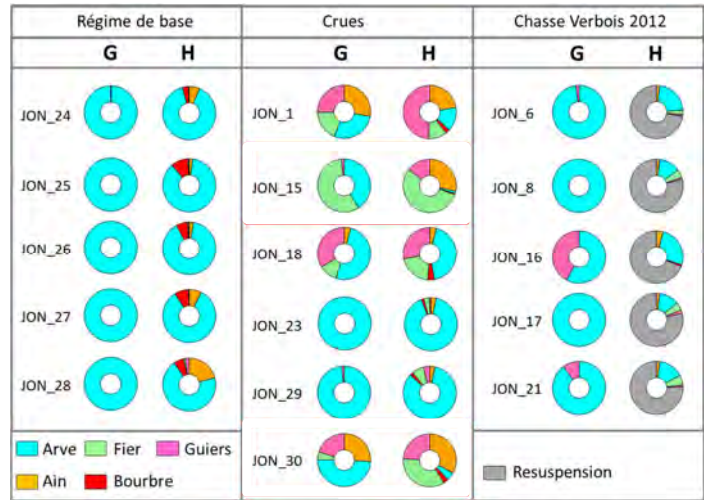 Régime de base
Crues
Chasse Verbois 2012
G H
G H
G H
JON_24
JON_25
JON_26
JON_27
JON_28
JON_1
JON_15
JON_18
JON_23
JON_29
JON_30
JON_6
JON_8
JON_16
JON_17
JON_21
Arve Fier Guiers
Ain Bourbre
Resuspension